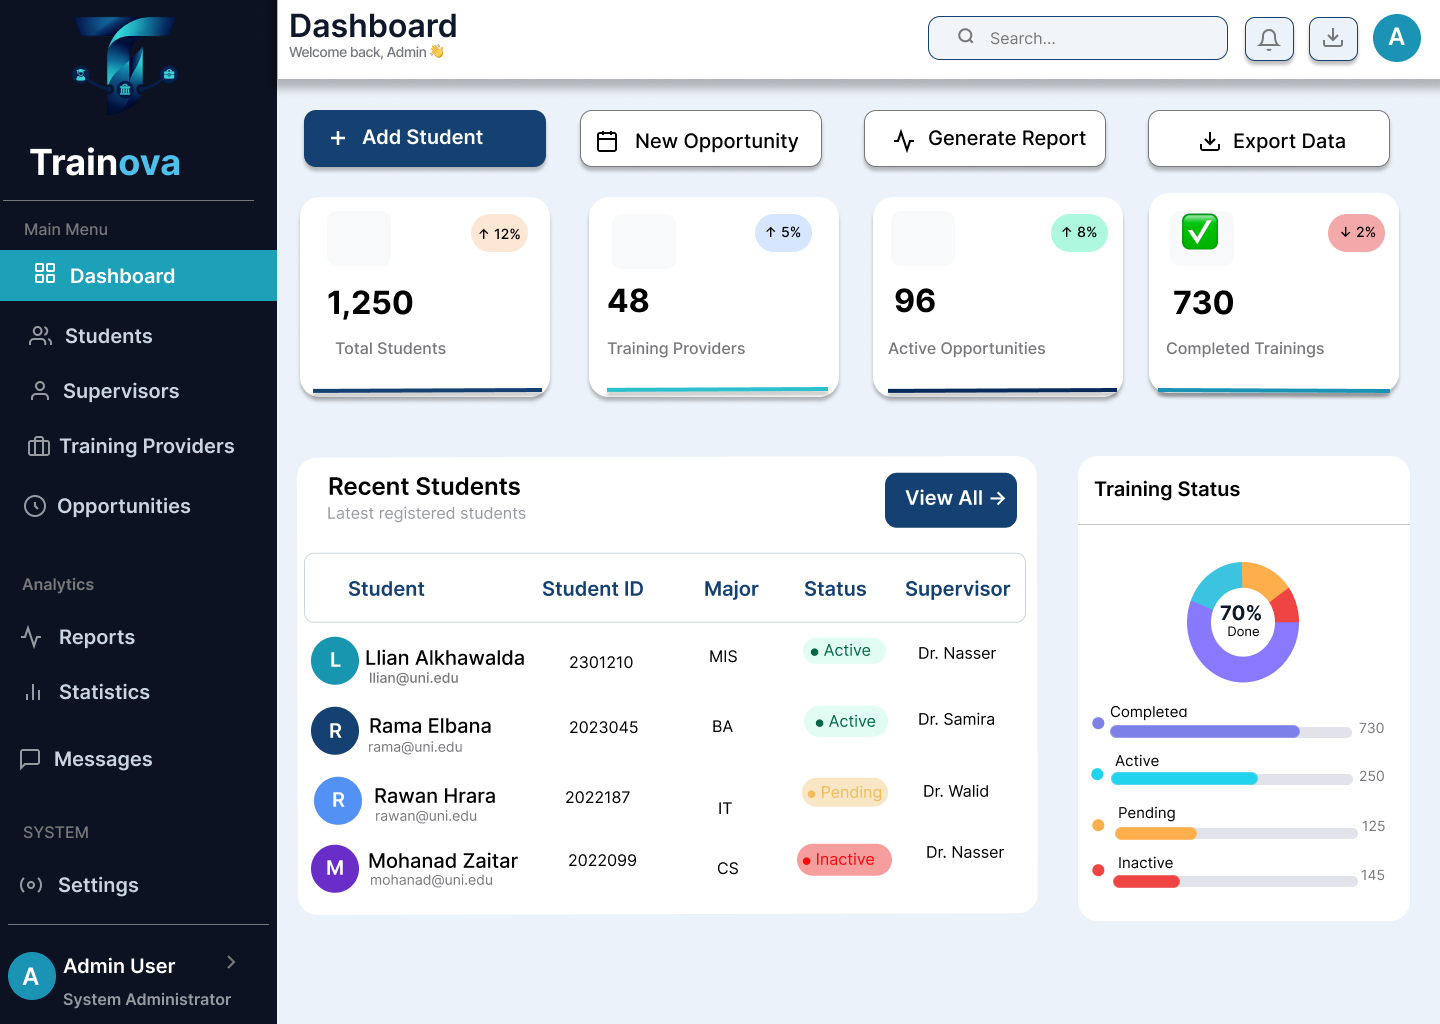 Trainova
Main Menu
Dashboard
Students
Supervisors
Training Providers
Opportunities
Analytics
Reports
Statistics
Messages
SYSTEM
Settings
A
Admin User
System Administrator
Dashboard
Welcome back, Admin 👋
Search...
A
+ Add Student
New Opportunity
Generate Report
Export Data
↑ 12%
1,250
Total Students
↑ 5%
48
Training Providers
↑ 8%
96
Active Opportunities
✅
↓ 2%
730
Completed Trainings
Recent Students
Latest registered students
View All →
Student Student ID Major Status Supervisor
L Llian Alkhawalda 2301210 MIS Active Dr. Nasser
llian@uni.edu
R Rama Elbana 2023045 BA Active Dr. Samira
rama@uni.edu
R Rawan Hrara 2022187 IT Pending Dr. Walid
rawan@uni.edu
M Mohanad Zaitar 2022099 CS Inactive Dr. Nasser
mohanad@uni.edu
Training Status
70%
Done
Completed 730
Active 250
Pending 125
Inactive 145